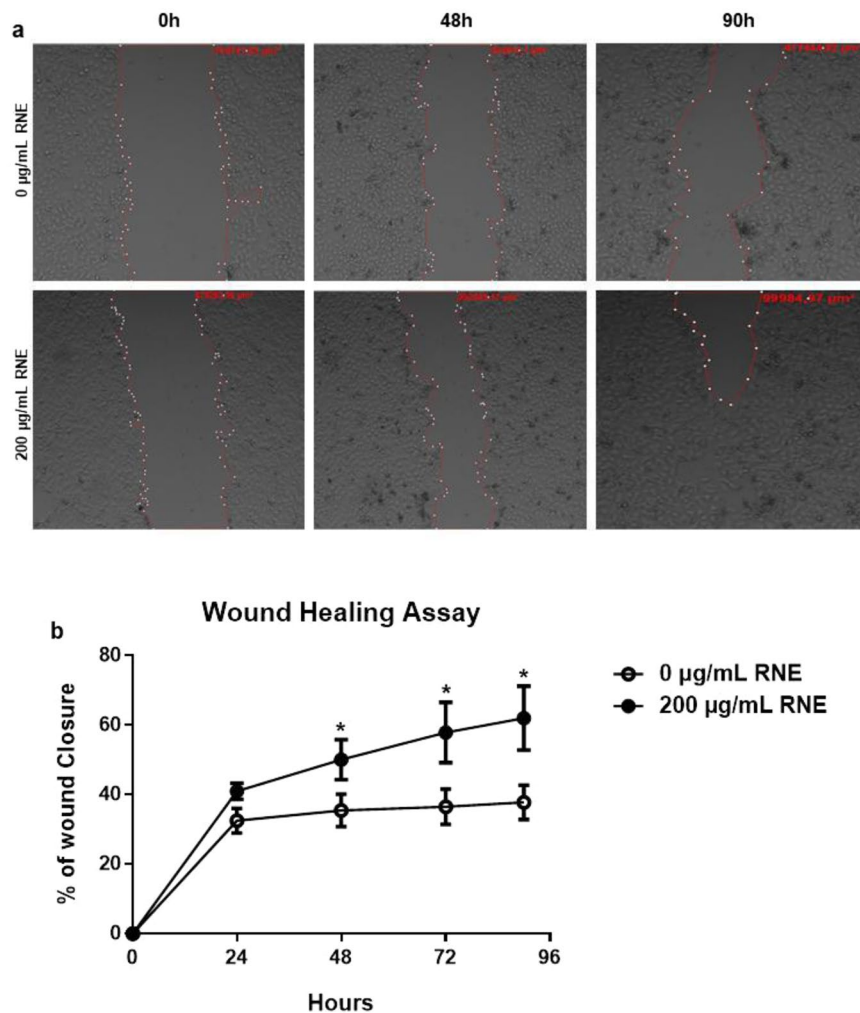 0h 48h 90h
a
0 µg/mL RNE
200 µg/mL RNE
99984,97 µm²
Wound Healing Assay
b
% of wound Closure
80
60
40
20
0
* * *
0 24 48 72 96
Hours
0 µg/mL RNE
200 µg/mL RNE